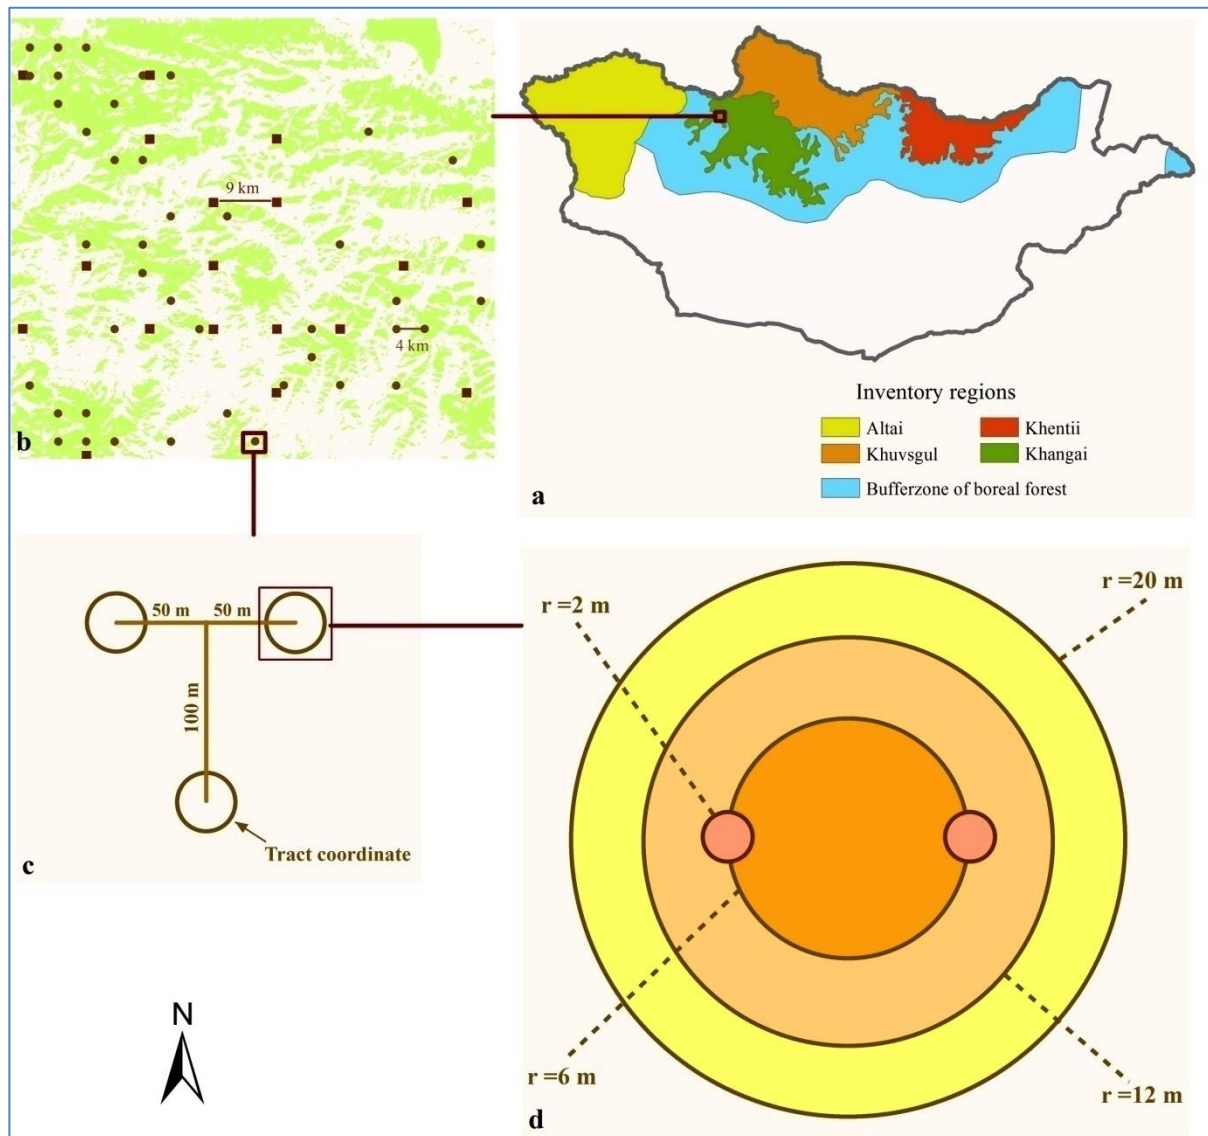 9 km
4 km
b
Inventory regions
Altai
Khentii
Khuvsgul
Khangai
Bufferzone of boreal forest
a
50 m
50 m
100 m
Tract coordinate
c
N
r =2 m
r =20 m
r =6 m
r =12 m
d